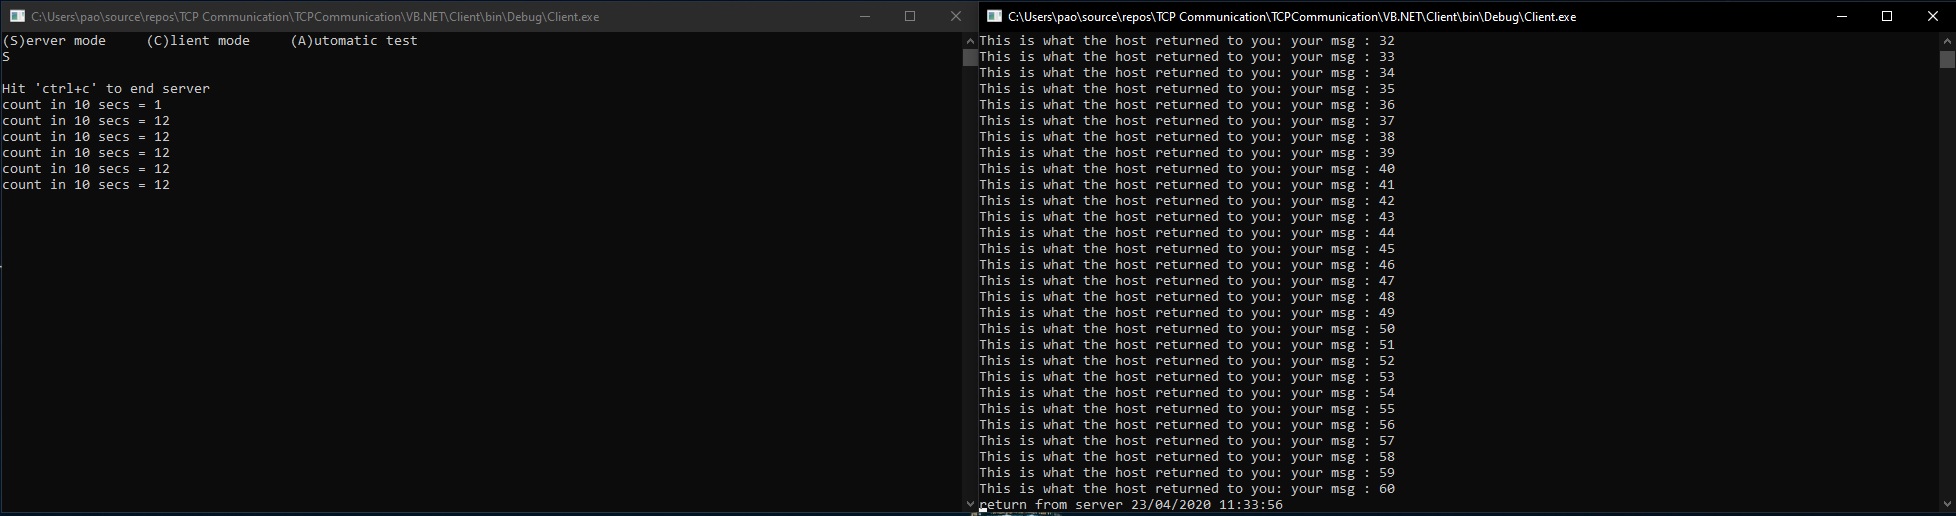 C:\Users\pao\source\repos\TCP Communication\TCPCommunication\VB.NET\Client\bin\Debug\Client.exe
(S)erver mode     (C)lient mode     (A)utomatic test
S
Hit 'ctrl+c' to end server
count in 10 secs = 1
count in 10 secs = 12
count in 10 secs = 12
count in 10 secs = 12
count in 10 secs = 12
count in 10 secs = 12
C:\Users\pao\source\repos\TCP Communication\TCPCommunication\VB.NET\Client\bin\Debug\Client.exe
This is what the host returned to you: your msg : 32
This is what the host returned to you: your msg : 33
This is what the host returned to you: your msg : 34
This is what the host returned to you: your msg : 35
This is what the host returned to you: your msg : 36
This is what the host returned to you: your msg : 37
This is what the host returned to you: your msg : 38
This is what the host returned to you: your msg : 39
This is what the host returned to you: your msg : 40
This is what the host returned to you: your msg : 41
This is what the host returned to you: your msg : 42
This is what the host returned to you: your msg : 43
This is what the host returned to you: your msg : 44
This is what the host returned to you: your msg : 45
This is what the host returned to you: your msg : 46
This is what the host returned to you: your msg : 47
This is what the host returned to you: your msg : 48
This is what the host returned to you: your msg : 49
This is what the host returned to you: your msg : 50
This is what the host returned to you: your msg : 51
This is what the host returned to you: your msg : 52
This is what the host returned to you: your msg : 53
This is what the host returned to you: your msg : 54
This is what the host returned to you: your msg : 55
This is what the host returned to you: your msg : 56
This is what the host returned to you: your msg : 57
This is what the host returned to you: your msg : 58
This is what the host returned to you: your msg : 59
This is what the host returned to you: your msg : 60
return from server 23/04/2020 11:33:56